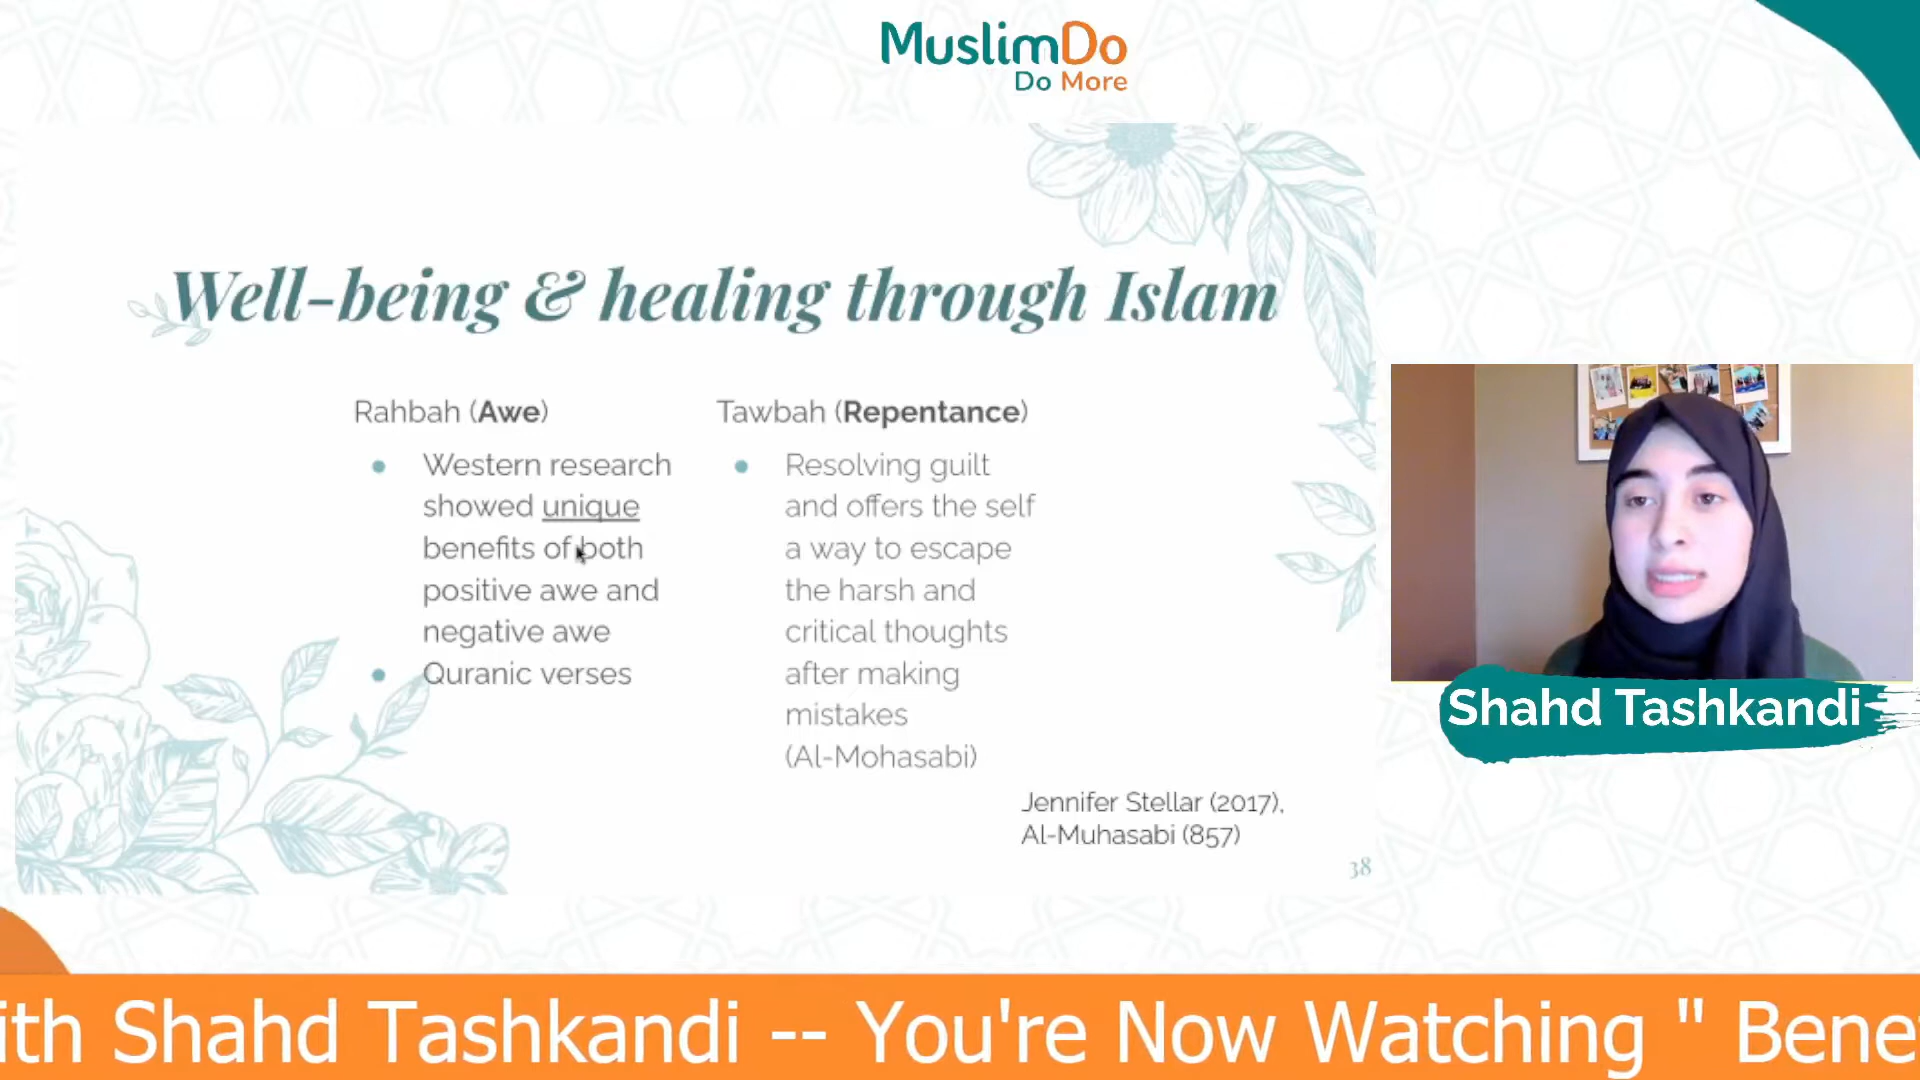 MuslimDo
Do More
Well-being & healing through Islam
Rahbah (Awe)
Western research
showed unique
benefits of both
positive awe and
negative awe
Quranic verses
Tawbah (Repentance)
Resolving guilt
and offers the self
a way to escape
the harsh and
critical thoughts
after making
mistakes
(Al-Mohasabi)
Jennifer Stellar (2017),
Al-Muhasabi (857)
38
Shahd Tashkandi
ith Shahd Tashkandi -- You're Now Watching " Bene